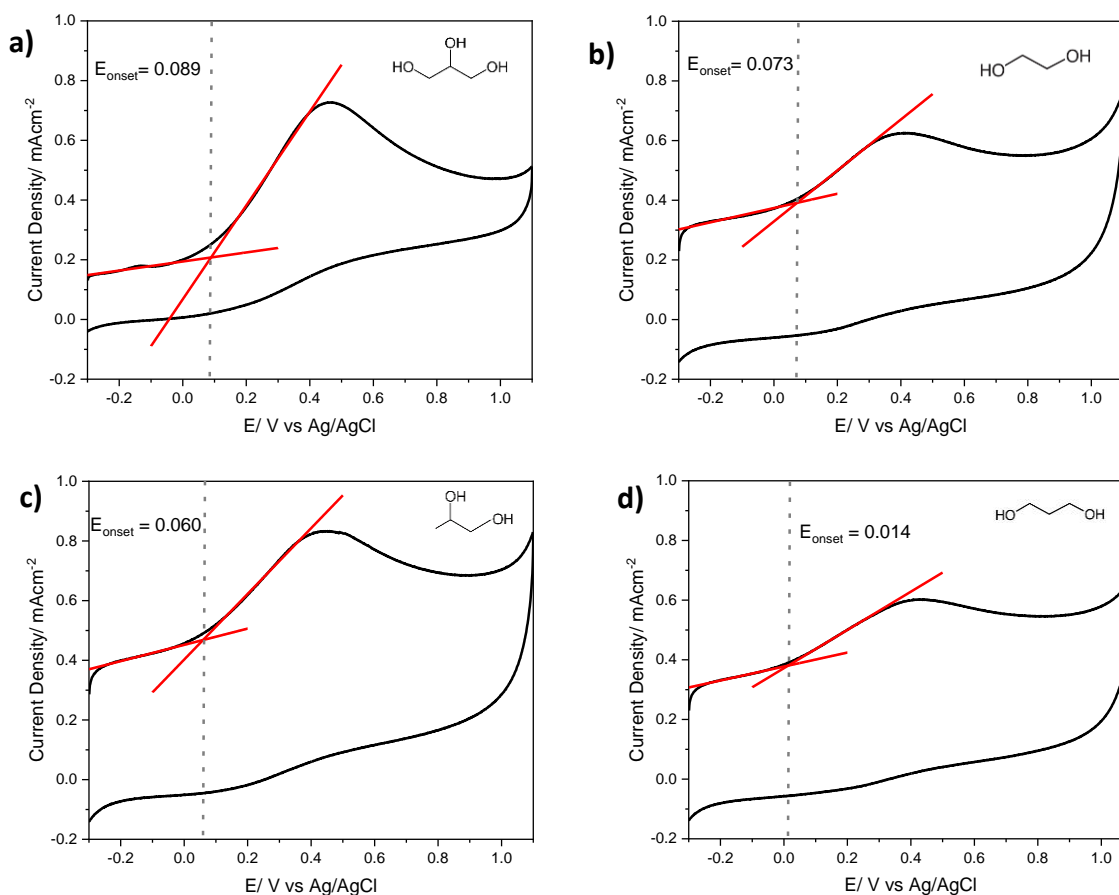 a)
E_onset = 0.089
OH
HO OH
1.0
0.8
0.6
0.4
0.2
0.0
-0.2
Current Density/ mAcm⁻²
-0.2 0.0 0.2 0.4 0.6 0.8 1.0
E/ V vs Ag/AgCl
b)
E_onset = 0.073
OH
HO
1.0
0.8
0.6
0.4
0.2
0.0
-0.2
Current Density/ mAcm⁻²
-0.2 0.0 0.2 0.4 0.6 0.8 1.0
E/ V vs Ag/AgCl
c)
E_onset = 0.060
OH
OH
1.0
0.8
0.6
0.4
0.2
0.0
-0.2
Current Density/ mAcm⁻²
-0.2 0.0 0.2 0.4 0.6 0.8 1.0
E/ V vs Ag/AgCl
d)
HO OH
E_onset = 0.014
1.0
0.8
0.6
0.4
0.2
0.0
-0.2
Current Density/ mAcm⁻²
-0.2 0.0 0.2 0.4 0.6 0.8 1.0
E/ V vs Ag/AgCl